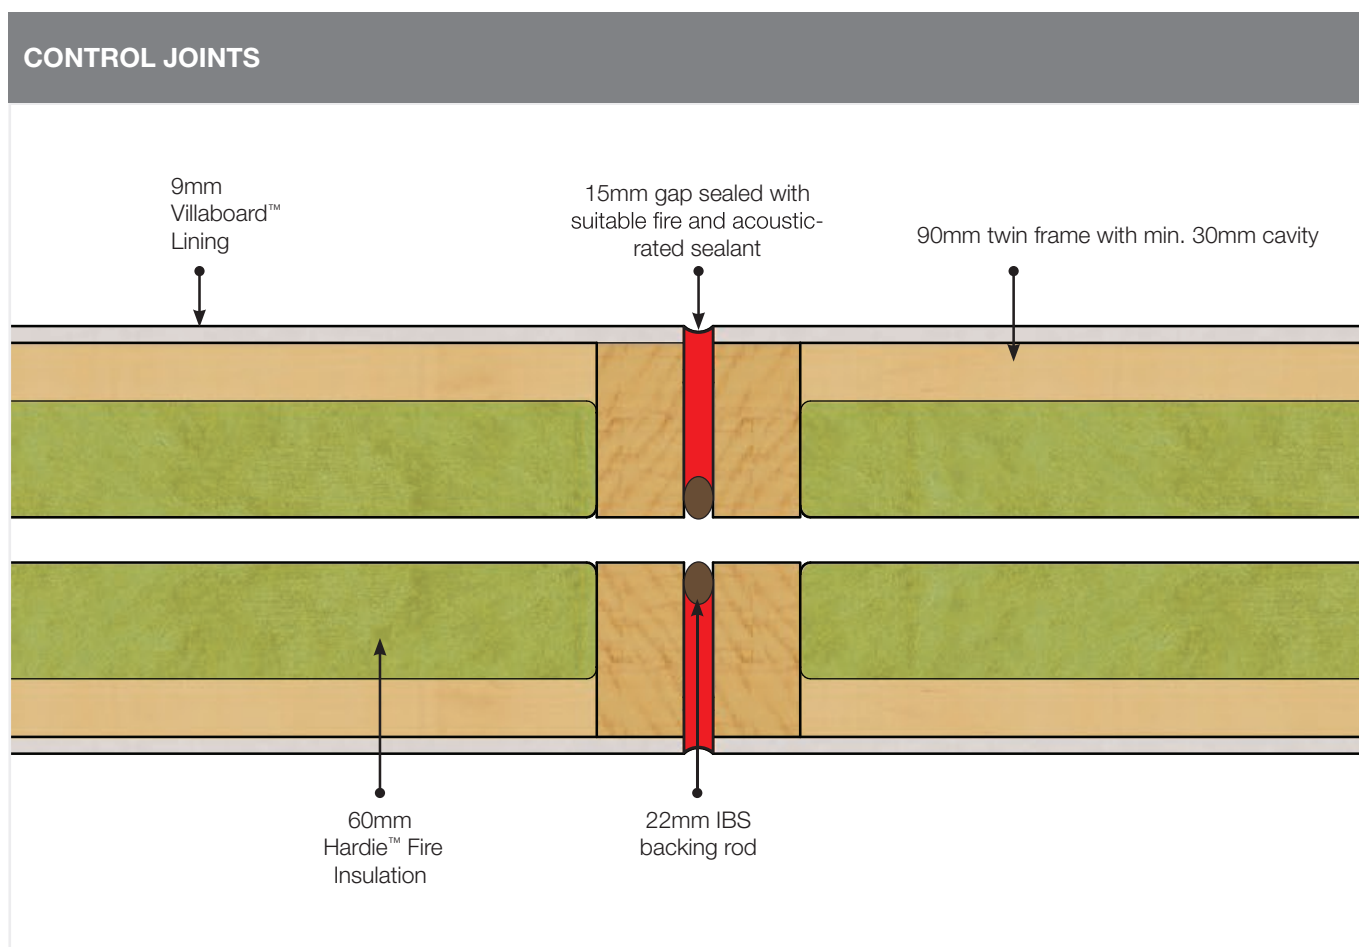 CONTROL JOINTS
9mm
Villaboard™
Lining
15mm gap sealed with
suitable fire and acoustic-
rated sealant
90mm twin frame with min. 30mm cavity
60mm
Hardie™ Fire
Insulation
22mm IBS
backing rod